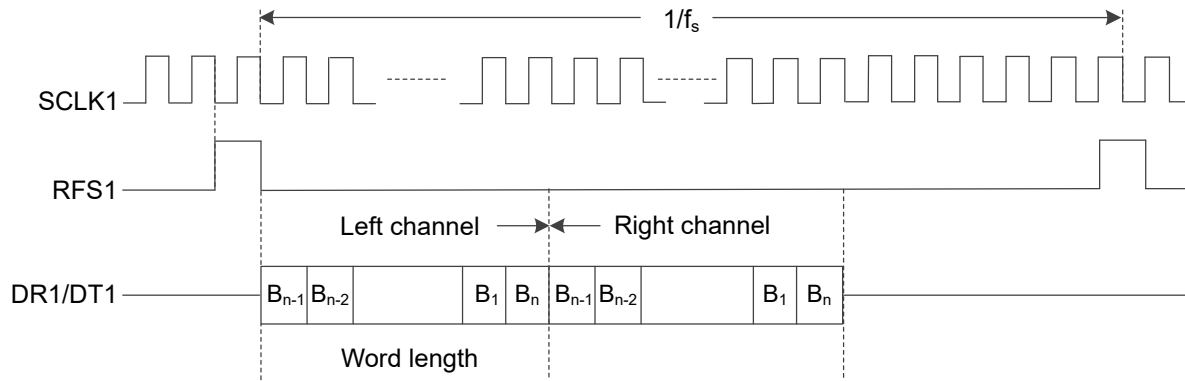 1/fs
SCLK1
RFS1
Left channel Right channel
DR1/DT1 Bn-1 Bn-2 B1 Bn Bn-1 Bn-2 B1 Bn
Word length